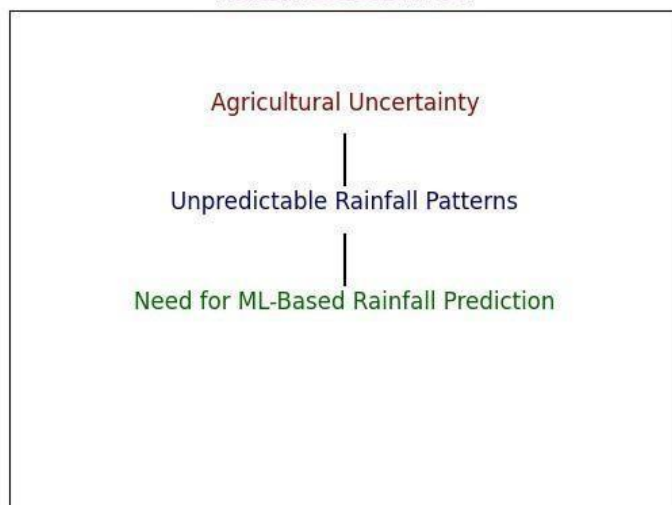 Agricultural Uncertainty
Unpredictable Rainfall Patterns
Need for ML-Based Rainfall Prediction